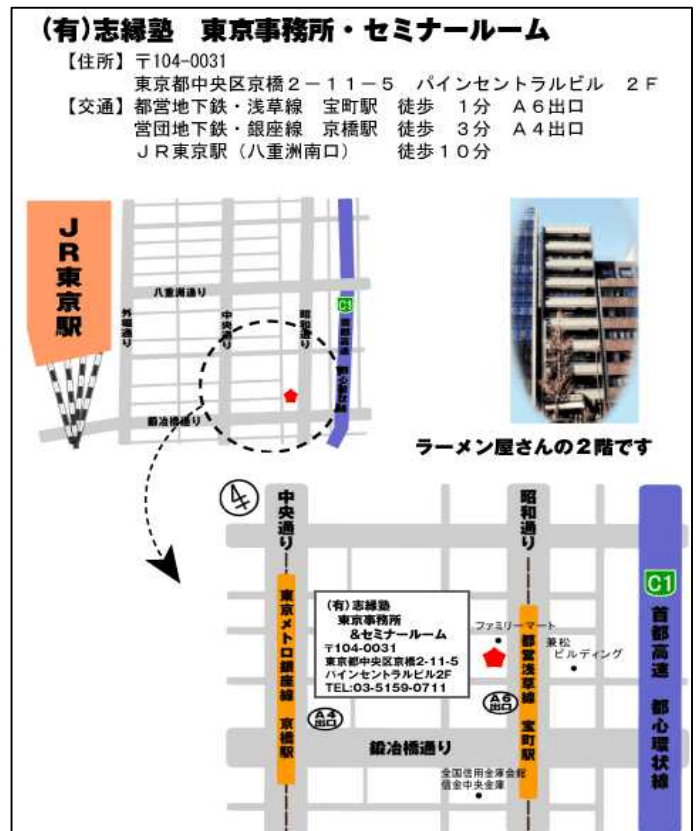 (有)志縁塾　東京事務所・セミナールーム
【住所】〒104-0031
東京都中央区京橋２－１１－５　パインセントラルビル　２Ｆ
【交通】都営地下鉄・浅草線　宝町駅　徒歩　１分　Ａ６出口
営団地下鉄・銀座線　京橋駅　徒歩　３分　Ａ４出口
ＪＲ東京駅（八重洲南口）　徒歩１０分
ＪＲ東京駅
八重洲通り
外堀通り
中央通り
昭和通り
C1
首都高速　都心環状線
鍛冶橋通り
ラーメン屋さんの２階です
中央通り
昭和通り
C1
首都高速　都心環状線
東京メトロ銀座線　京橋駅
(有)志縁塾
東京事務所
＆セミナールーム
〒104-0031
東京都中央区京橋2-11-5
パインセントラルビル2F
TEL:03-5159-0711
ファミリーマート
都営浅草線　宝町駅
兼松
ビルディング
A4
出口
A6
出口
鍛冶橋通り
全国信用金庫会館
信金中央金庫